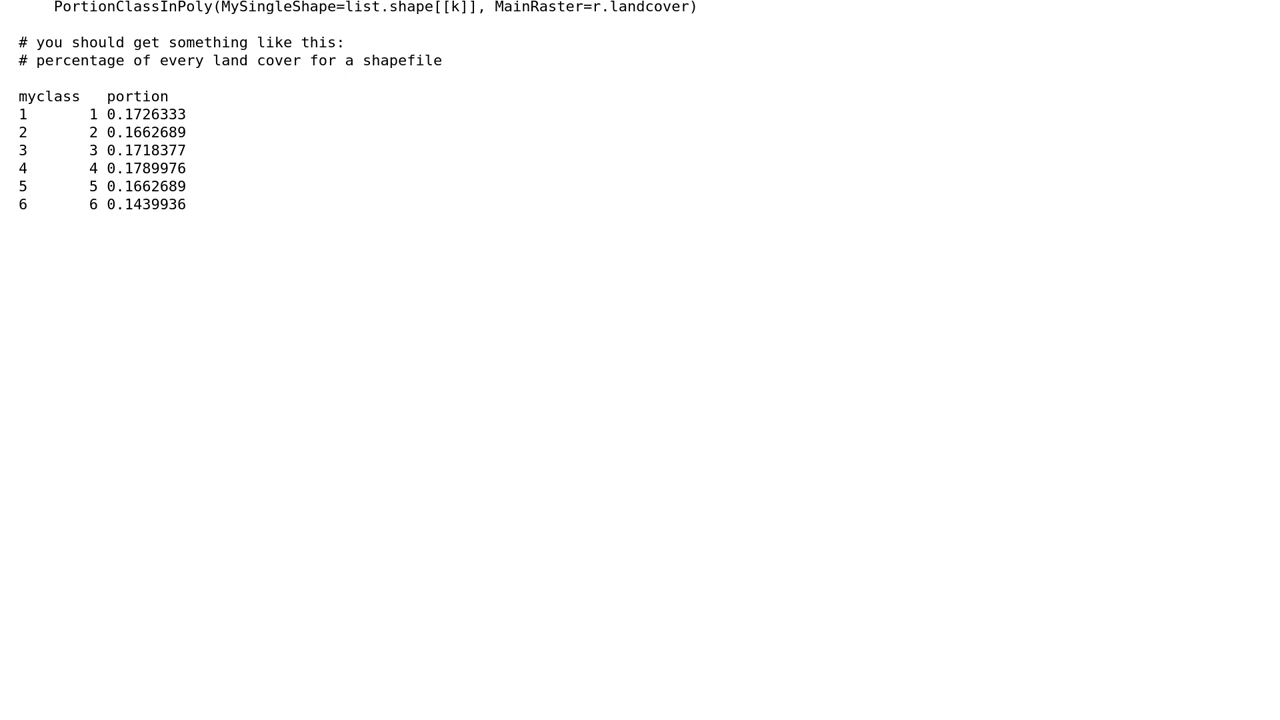 PortionClassInPoly(MySingleShape=list.shape[[k]], MainRaster=r.landcover)
# you should get something like this:
# percentage of every land cover for a shapefile
myclass   portion
1       1 0.1726333
2       2 0.1662689
3       3 0.1718377
4       4 0.1789976
5       5 0.1662689
6       6 0.1439936